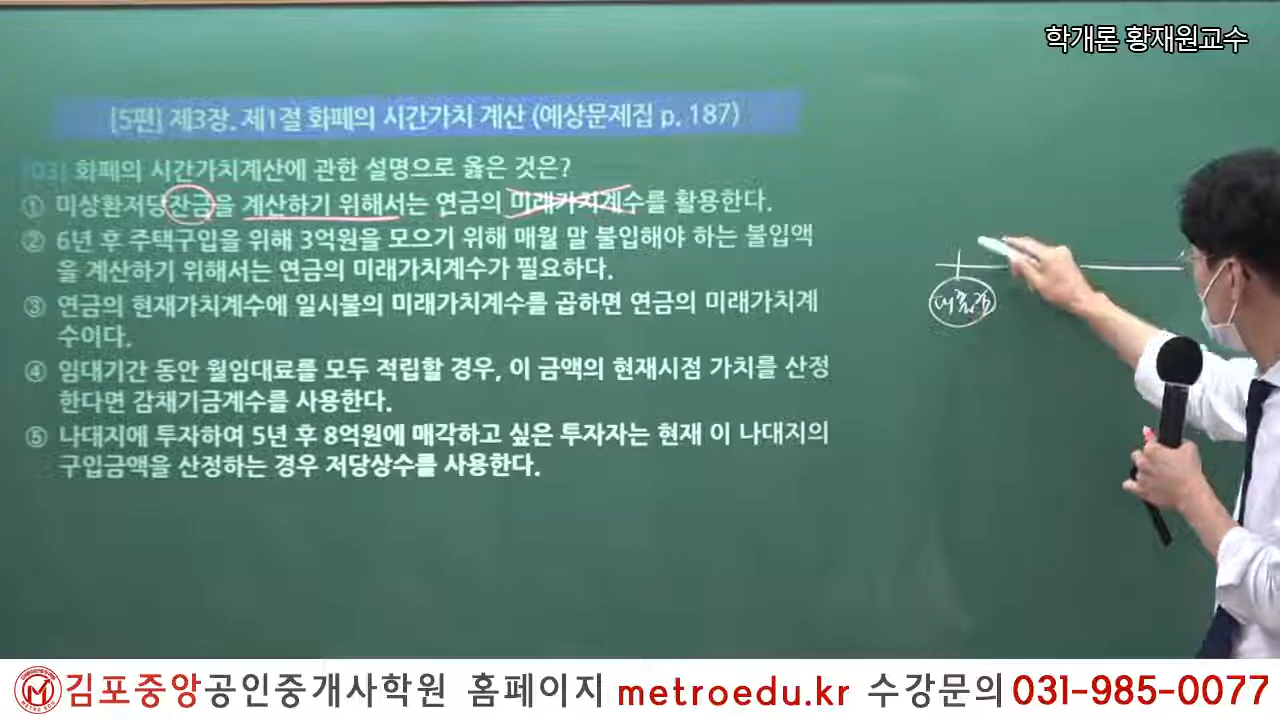 학개론 황재원교수
[5편] 제3장. 제1절 화폐의 시간가치 계산 (예상문제집 p. 187)
[03] 화폐의 시간가치계산에 관한 설명으로 옳은 것은?
① 미상환저당잔금을 계산하기 위해서는 연금의 미래가치계수를 활용한다.
② 6년 후 주택구입을 위해 3억원을 모으기 위해 매월 말 불입해야 하는 불입액
을 계산하기 위해서는 연금의 미래가치계수가 필요하다.
③ 연금의 현재가치계수에 일시불의 미래가치계수를 곱하면 연금의 미래가치계
수이다.
④ 임대기간 동안 월임대료를 모두 적립할 경우, 이 금액의 현재시점 가치를 산정
한다면 감채기금계수를 사용한다.
⑤ 나대지에 투자하여 5년 후 8억원에 매각하고 싶은 투자자는 현재 이 나대지의
구입금액을 산정하는 경우 저당상수를 사용한다.
대출금
김포중앙공인중개사학원 홈페이지 metroedu.kr 수강문의 031-985-0077